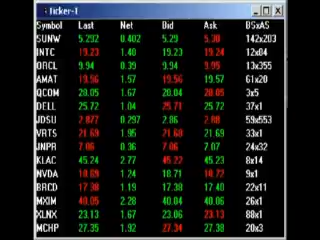 Ticker-1
Symbol Last Net Bid Ask BSxAS
SUNW 5.292 0.402 5.29 5.30 142x203
INTC 19.23 1.48 19.23 19.24 12x84
ORCL 9.94 0.39 9.94 9.95 13x355
AMAT 19.56 1.57 19.56 19.57 61x20
QCOM 28.05 1.67 28.04 28.05 3x5
DELL 25.72 1.04 25.71 25.72 37x1
JDSU 2.877 0.297 2.86 2.88 59x553
VRTS 21.69 1.95 21.68 21.69 33x1
JNPR 7.06 0.36 7.06 7.07 24x32
KLAC 45.24 2.77 45.22 45.23 8x14
NVDA 18.69 1.24 18.71 18.72 9x1
BRCD 17.38 1.19 17.38 17.40 22x11
MXIM 40.05 2.28 40.04 40.06 26x1
XLNX 23.13 1.67 23.06 23.13 88x1
MCHP 27.35 1.92 27.34 27.38 20x3